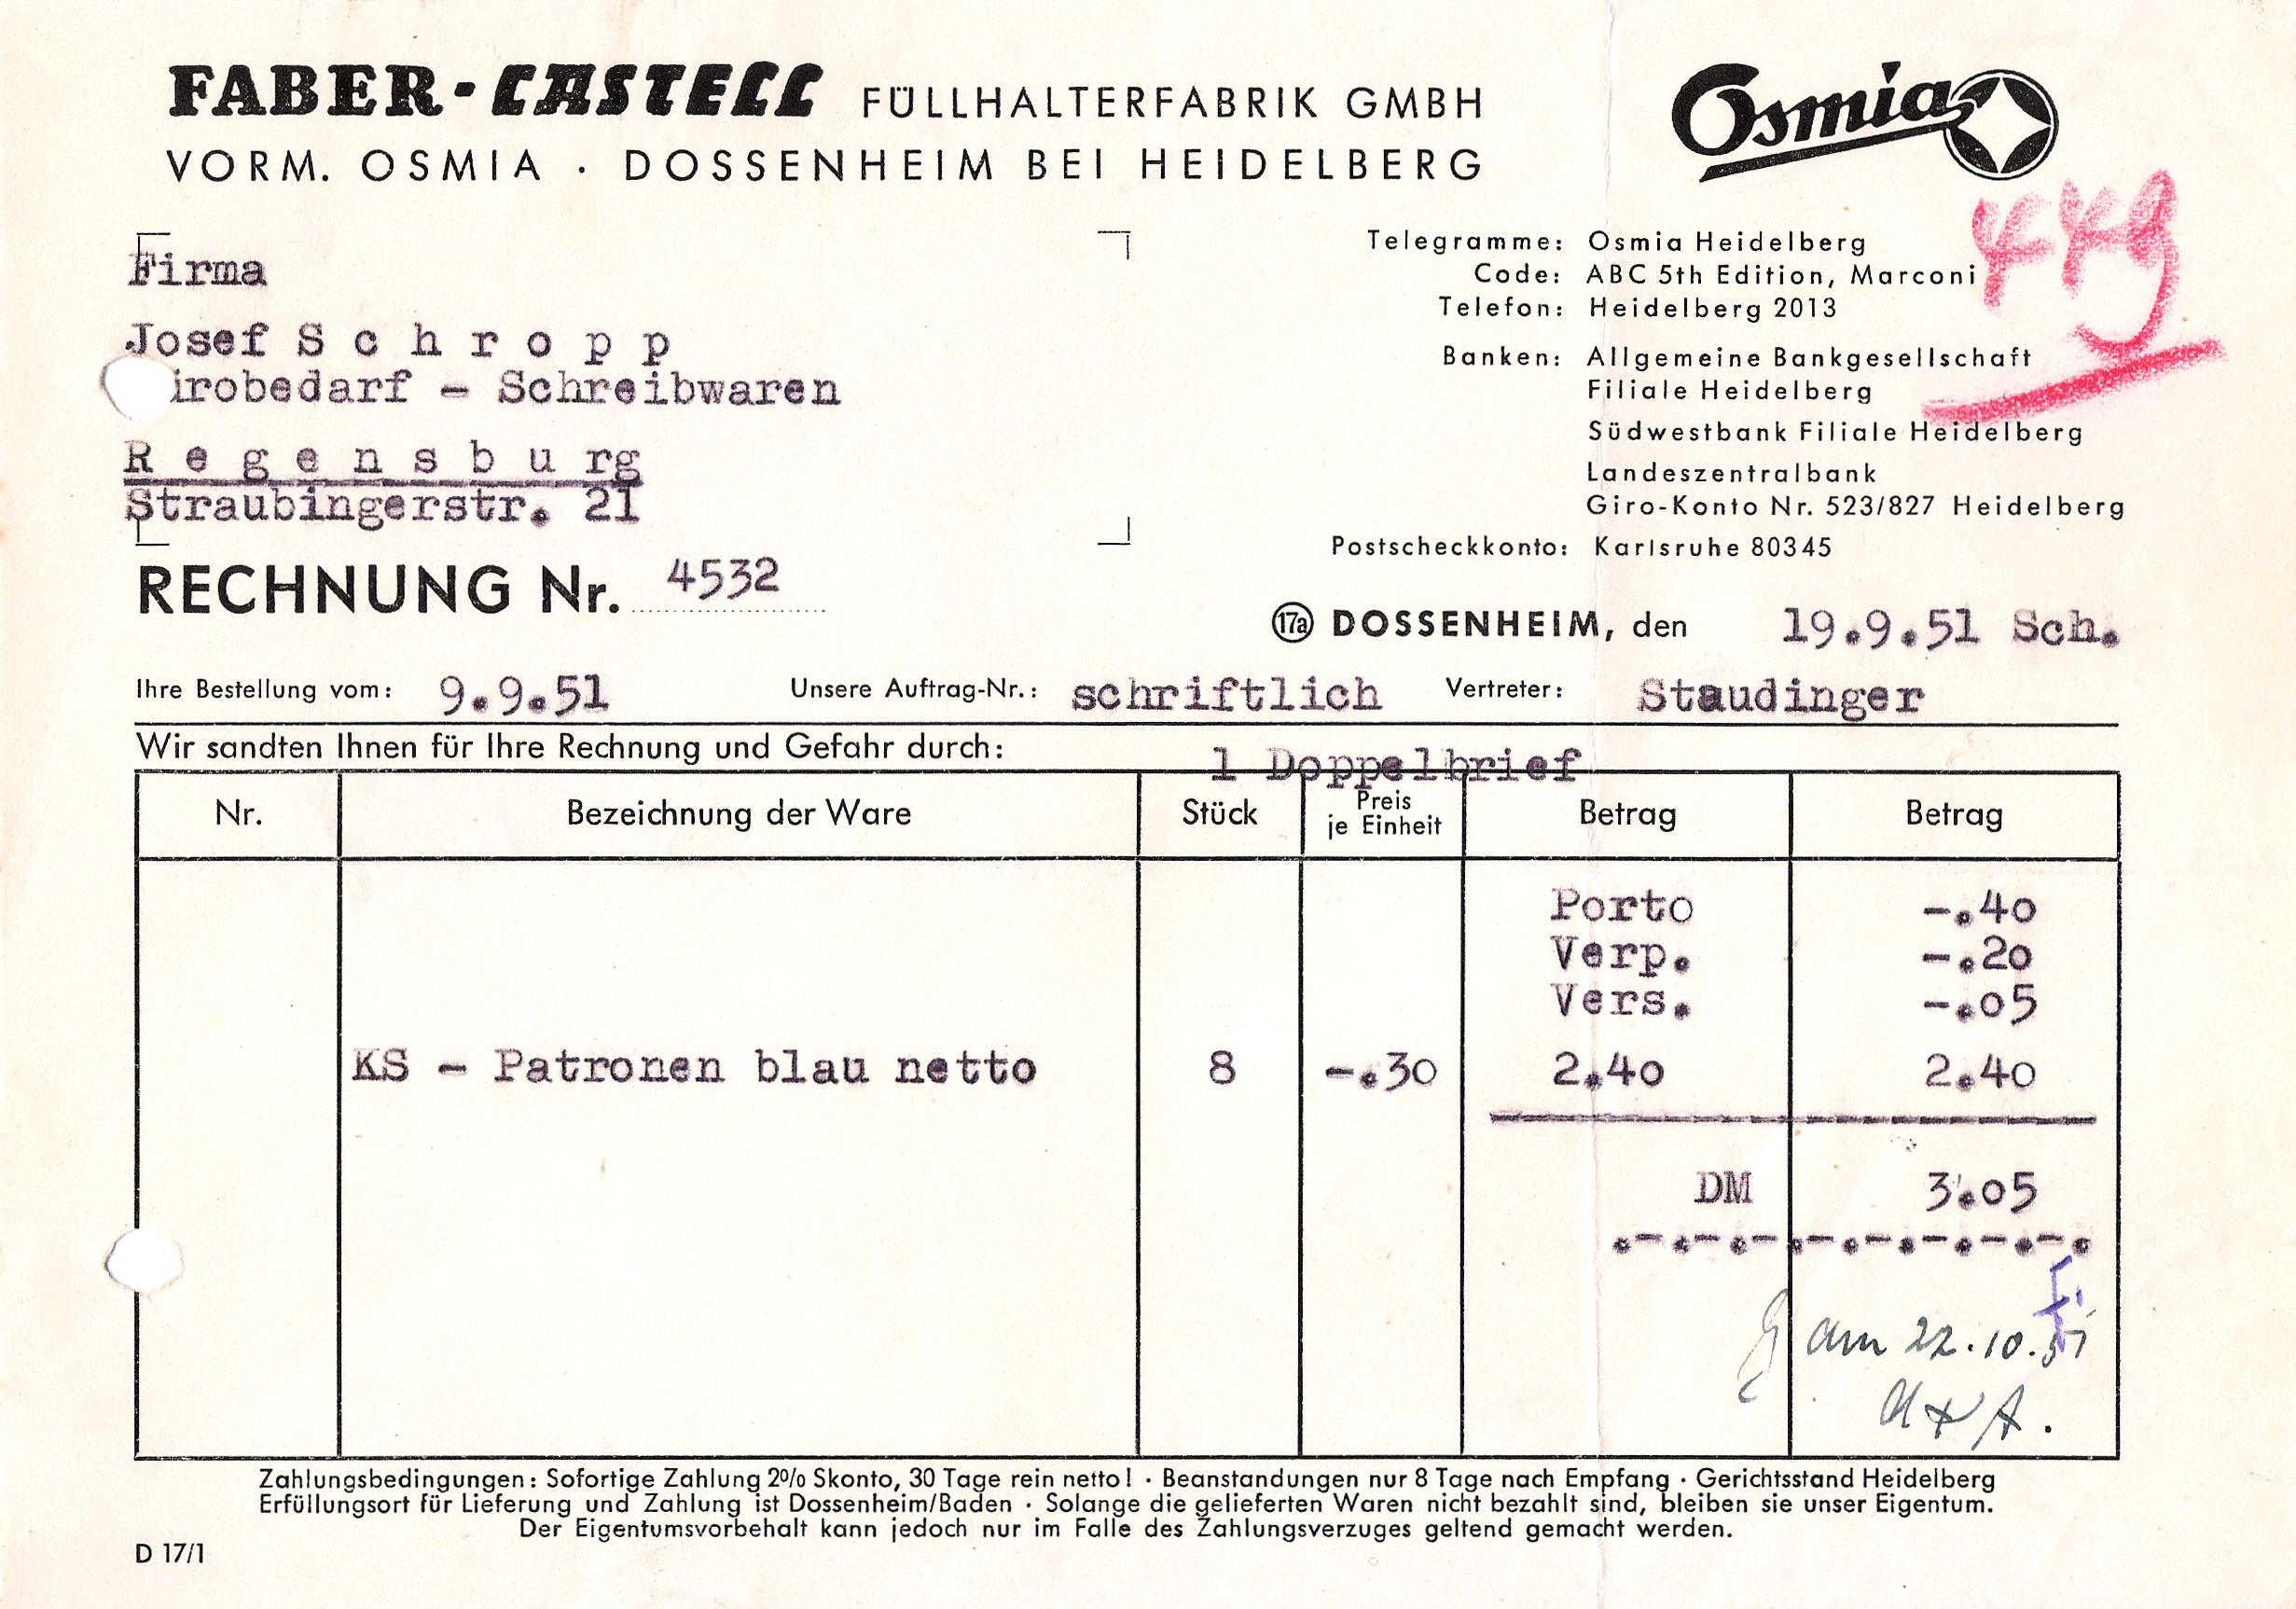 FABER-CASTELL FÜLLHALTERFABRIK GMBH
VORM. OSMIA · DOSSENHEIM BEI HEIDELBERG
Osmia
449
Firma
Josef S c h r o p p
irobedarf - Schreibwaren
R e g e n s b u rg
Straubingerstr. 21
Telegramme: Osmia Heidelberg
Code: ABC 5th Edition, Marconi
Telefon: Heidelberg 2013
Banken: Allgemeine Bankgesellschaft
Filiale Heidelberg
Südwestbank Filiale Heidelberg
Landeszentralbank
Giro-Konto Nr. 523/827 Heidelberg
Postscheckkonto: Karlsruhe 80345
RECHNUNG Nr. 4532
17a DOSSENHEIM, den 19.9.51 Sch.
Ihre Bestellung vom: 9.9.51 Unsere Auftrag-Nr.: schriftlich Vertreter: Staudinger
Wir sandten Ihnen für Ihre Rechnung und Gefahr durch: 1 Doppelbrief
Nr. Bezeichnung der Ware Stück Preis je Einheit Betrag Betrag
Porto -.40
Verp. -.20
Vers. -.05
KS - Patronen blau netto 8 -.30 2.40 2.40
DM 3.05
.-.-.-.-.-.-.-.-.
am 22.10.51
Zahlungsbedingungen: Sofortige Zahlung 2% Skonto, 30 Tage rein netto! · Beanstandungen nur 8 Tage nach Empfang · Gerichtsstand Heidelberg
Erfüllungsort für Lieferung und Zahlung ist Dossenheim/Baden · Solange die gelieferten Waren nicht bezahlt sind, bleiben sie unser Eigentum.
Der Eigentumsvorbehalt kann jedoch nur im Falle des Zahlungsverzuges geltend gemacht werden.
D 17/1